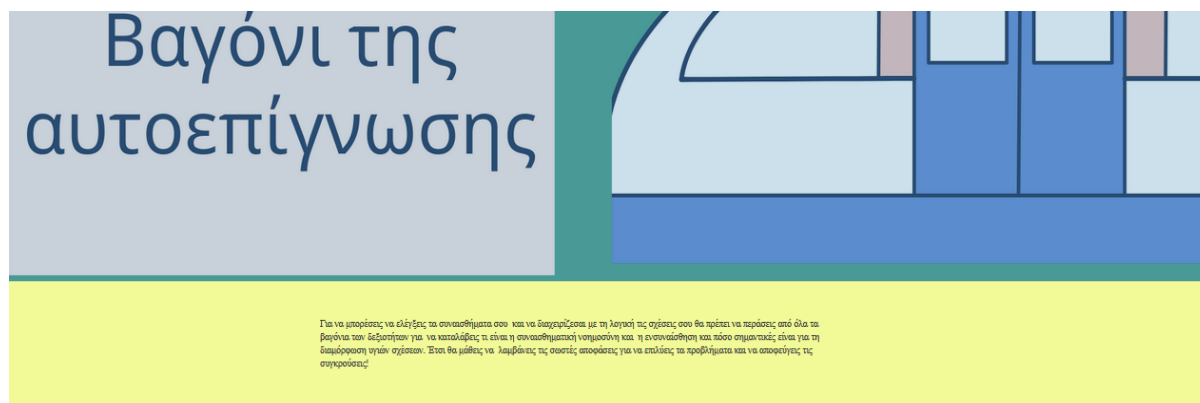 Βαγόνι της
αυτοεπίγνωσης
Για να μπορέσεις να ελέγξεις τα συναισθήματα σου και να διαχειρίζεσαι με τη λογική τις σχέσεις σου θα πρέπει να περάσεις από όλα τα
βαγόνια των δεξιοτήτων για να καταλάβεις τι είναι η συναισθηματική νοημοσύνη και η ενσυναίσθηση και πόσο σημαντικές είναι για τη
διαμόρφωση υγιών σχέσεων. Έτσι θα μάθεις να λαμβάνεις τις σωστές αποφάσεις για να επιλύεις τα προβλήματα και να αποφεύγεις τις
συγκρούσεις!